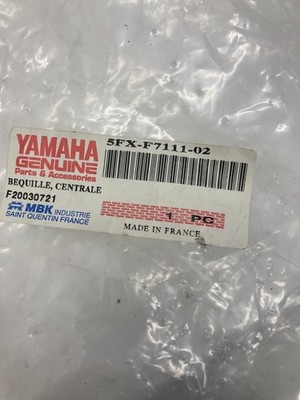 YAMAHA
GENUINE
Parts & Accessories
5FX-F7111-02
BEQUILLE, CENTRALE
F20030721
MBK INDUSTRIE
SAINT QUENTIN FRANCE
1 PG
MADE IN FRANCE